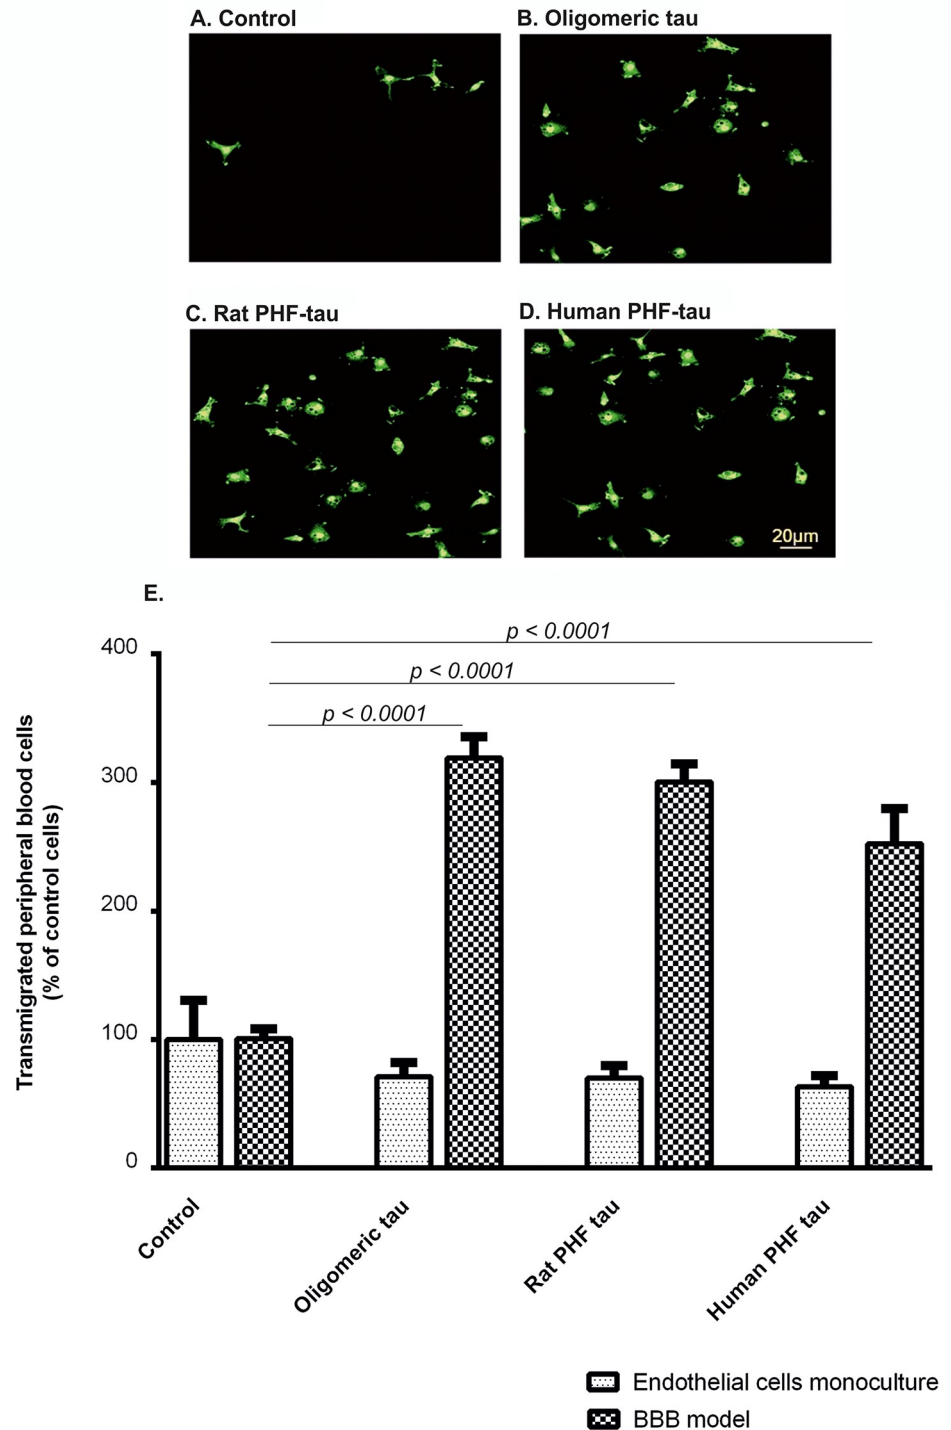 A. Control
B. Oligomeric tau
C. Rat PHF-tau
D. Human PHF-tau
20µm
E.
p < 0.0001
p < 0.0001
p < 0.0001
400
300
200
100
0
Transmigrated peripheral blood cells
(% of control cells)
Control
Oligomeric tau
Rat PHF tau
Human PHF tau
Endothelial cells monoculture
BBB model